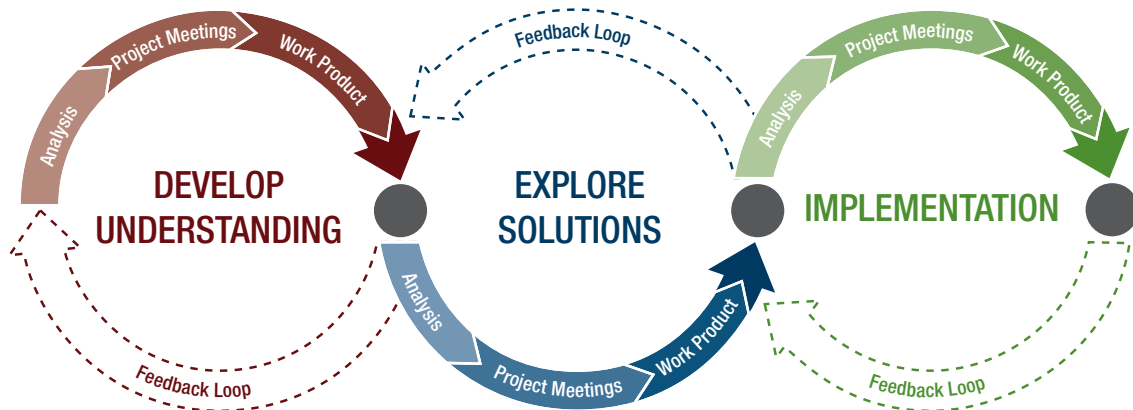 Analysis
Project Meetings
Work Product
DEVELOP
UNDERSTANDING
Feedback Loop
Feedback Loop
EXPLORE
SOLUTIONS
Analysis
Project Meetings
Work Product
Analysis
Project Meetings
Work Product
IMPLEMENTATION
Feedback Loop